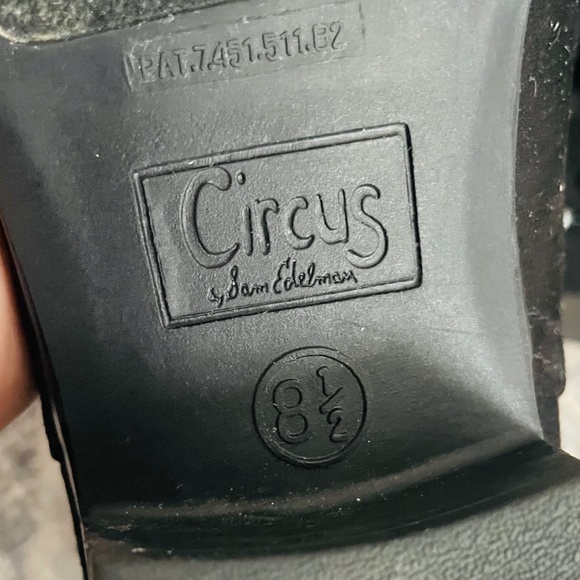 PAT.7.451.511.B2
Circus
by Sam Edelman
8 1/2